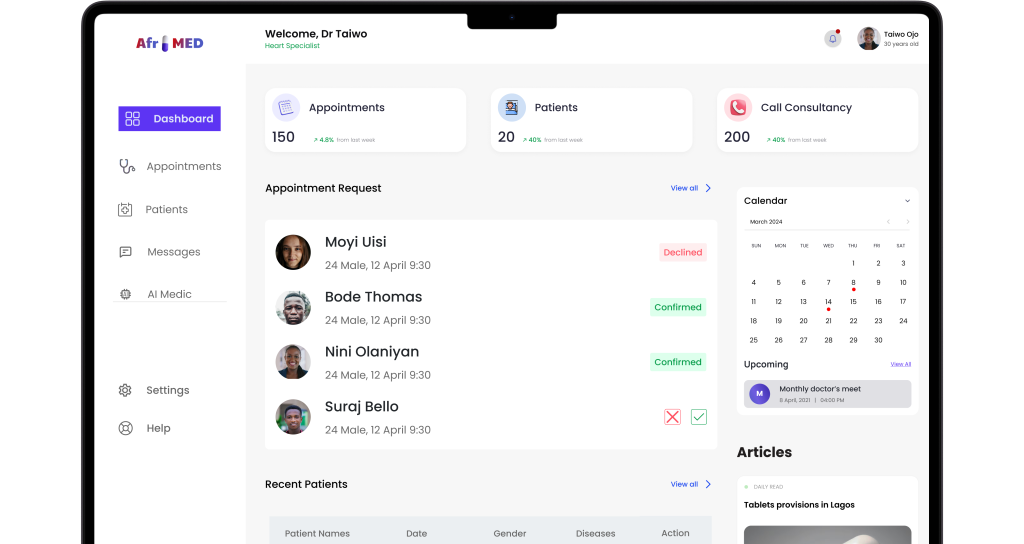 Afr MED
Welcome, Dr Taiwo
Heart Specialist
Taiwo Ojo
30 years old
Dashboard
Appointments
Patients
Messages
AI Medic
Settings
Help
Appointments
150
↗ 4.8% from last week
Patients
20
↗ 40% from last week
Call Consultancy
200
↗ 40% from last week
Appointment Request
View all
Moyi Uisi
24 Male, 12 April 9:30
Declined
Bode Thomas
24 Male, 12 April 9:30
Confirmed
Nini Olaniyan
24 Male, 12 April 9:30
Confirmed
Suraj Bello
24 Male, 12 April 9:30
Recent Patients
View all
Patient Names Date Gender Diseases Action
Calendar
March 2024
SUN MON TUE WED THU FRI SAT
1 2 3
4 5 6 7 8 9 10
11 12 13 14 15 16 17
18 19 20 21 22 23 24
25 26 27 28 29 30
Upcoming
View All
M
Monthly doctor's meet
8 April, 2021 | 04:00 PM
Articles
DAILY READ
Tablets provisions in Lagos